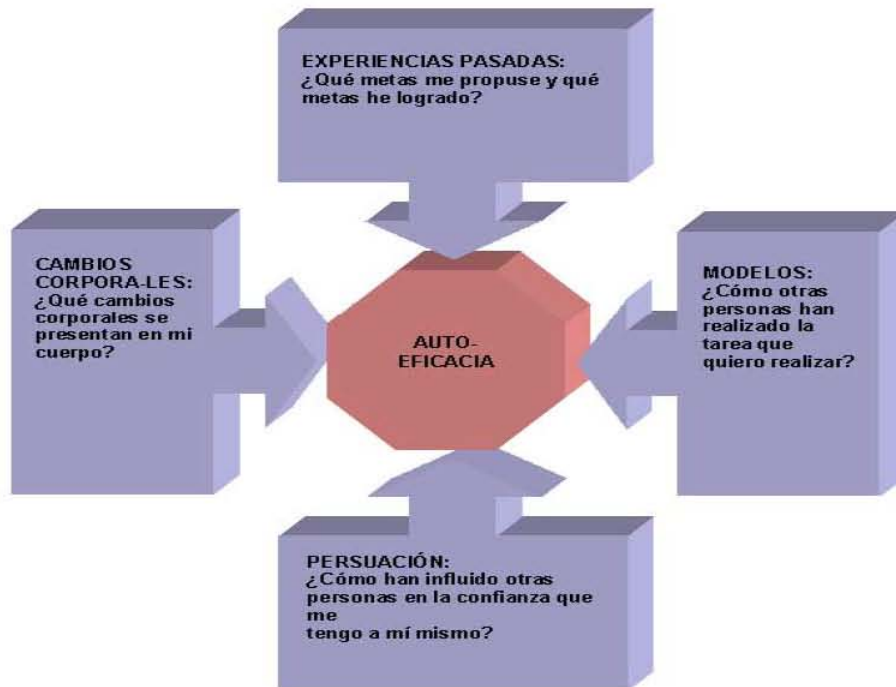 EXPERIENCIAS PASADAS:
¿Qué metas me propuse y qué
metas he logrado?
CAMBIOS
CORPORA-LES:
¿Qué cambios
corporales se
presentan en mi
cuerpo?
AUTO-
EFICACIA
MODELOS:
¿Cómo otras
personas han
realizado la
tarea que
quiero realizar?
PERSUACIÓN:
¿Cómo han influido otras
personas en la confianza que
me
tengo a mí mismo?